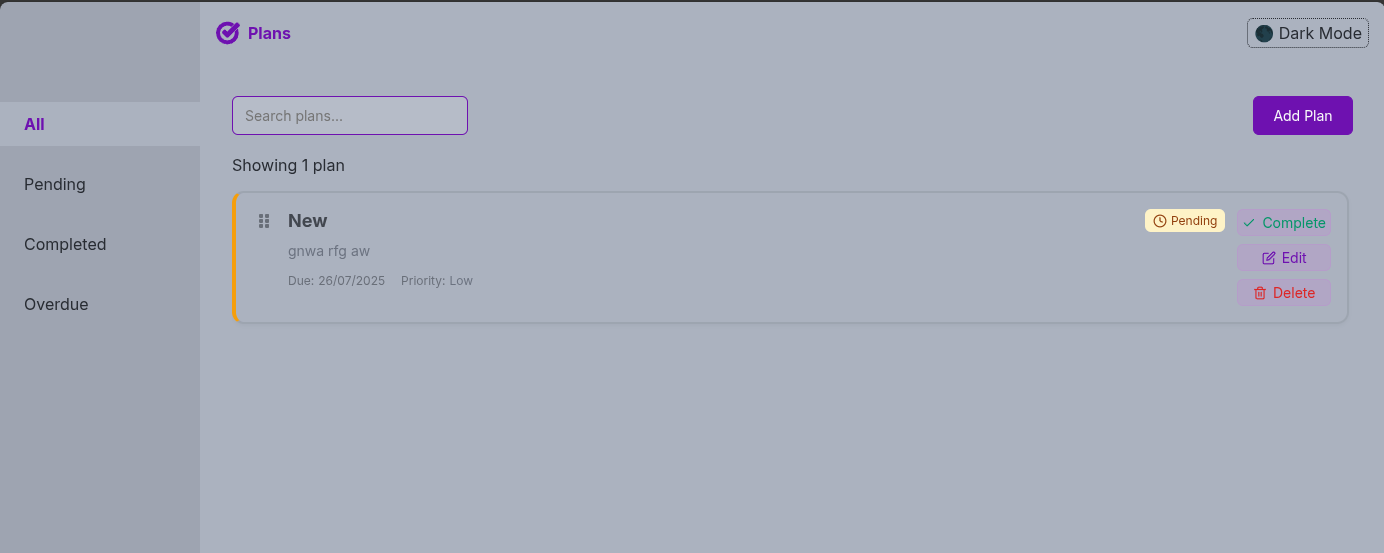 Plans
Dark Mode
All
Pending
Completed
Overdue
Search plans...
Add Plan
Showing 1 plan
New
gnwa rfg aw
Due: 26/07/2025 Priority: Low
Pending
Complete
Edit
Delete